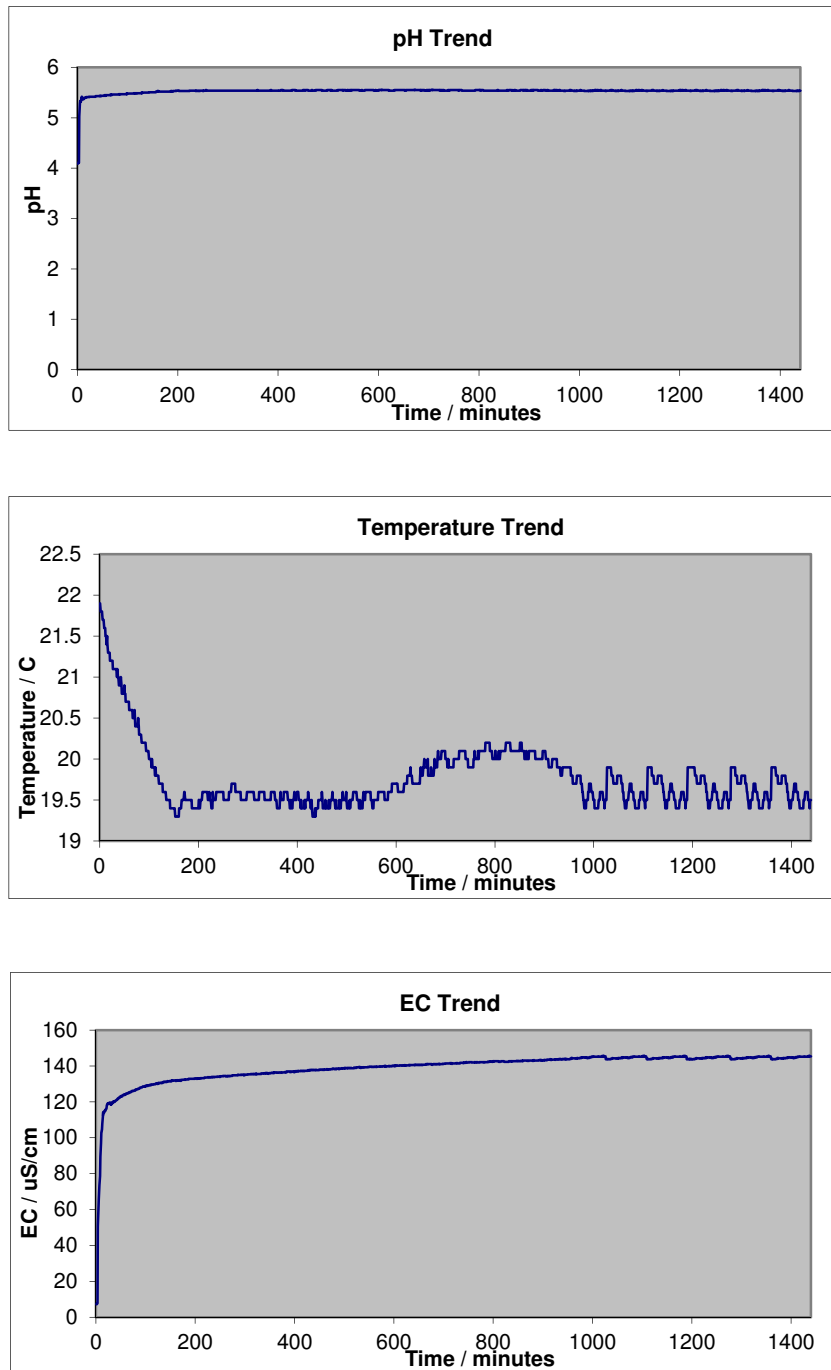 pH Trend
6
5
4
3
2
1
0
pH
0 200 400 600 800 1000 1200 1400
Time / minutes
Temperature Trend
22.5
22
21.5
21
20.5
20
19.5
19
Temperature / C
0 200 400 600 800 1000 1200 1400
Time / minutes
EC Trend
160
140
120
100
80
60
40
20
0
EC / uS/cm
0 200 400 600 800 1000 1200 1400
Time / minutes